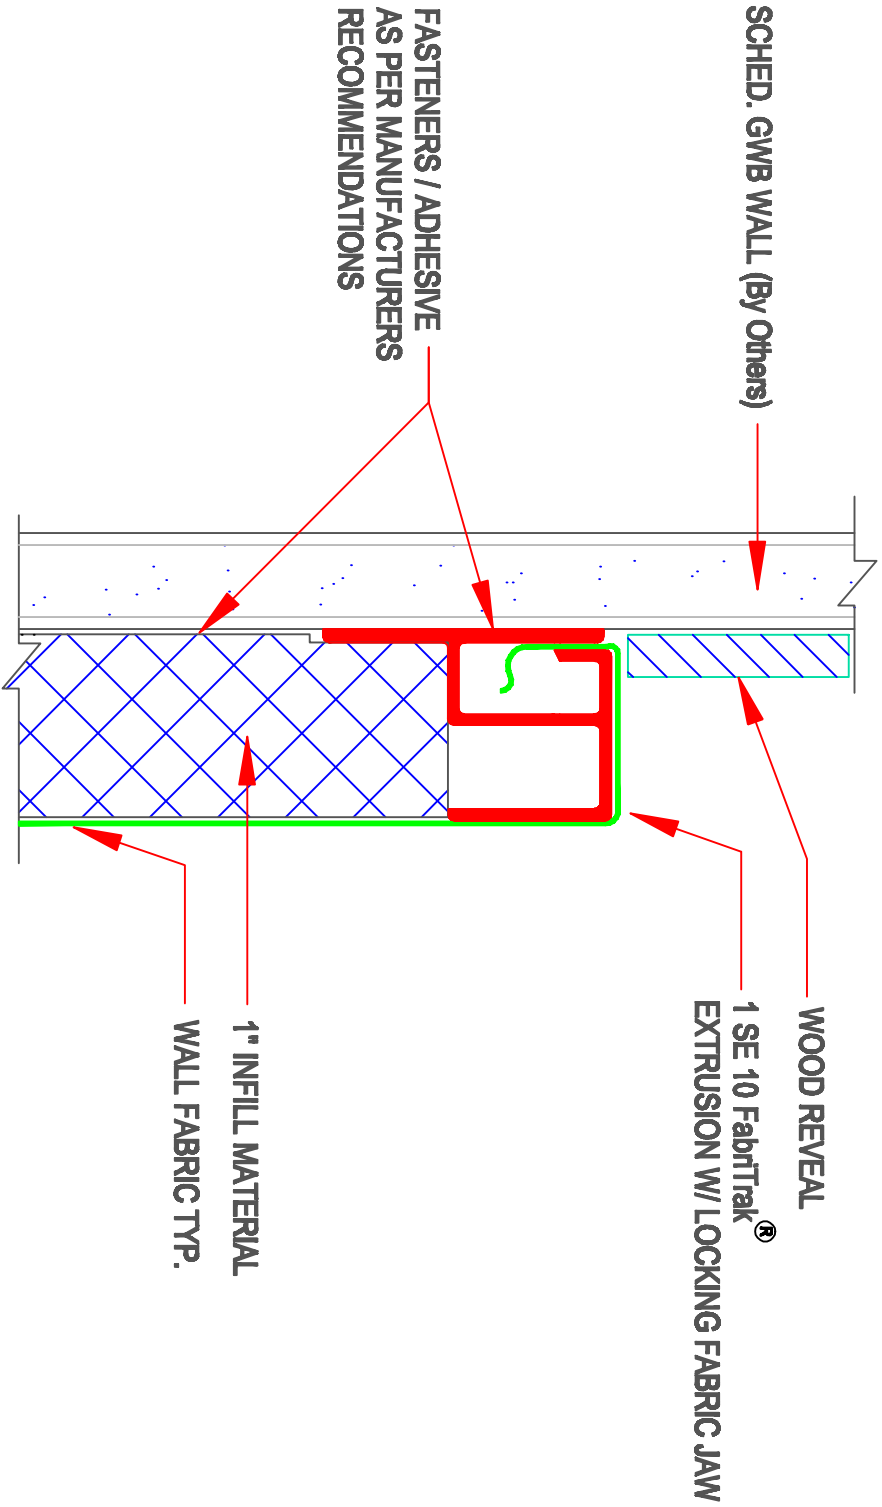 SCHED. GWB WALL (By Others)
FASTENERS / ADHESIVE
AS PER MANUFACTURERS
RECOMMENDATIONS
WOOD REVEAL
1 SE 10 FabriTrak®
EXTRUSION W/ LOCKING FABRIC JAW
1" INFILL MATERIAL
WALL FABRIC TYP.